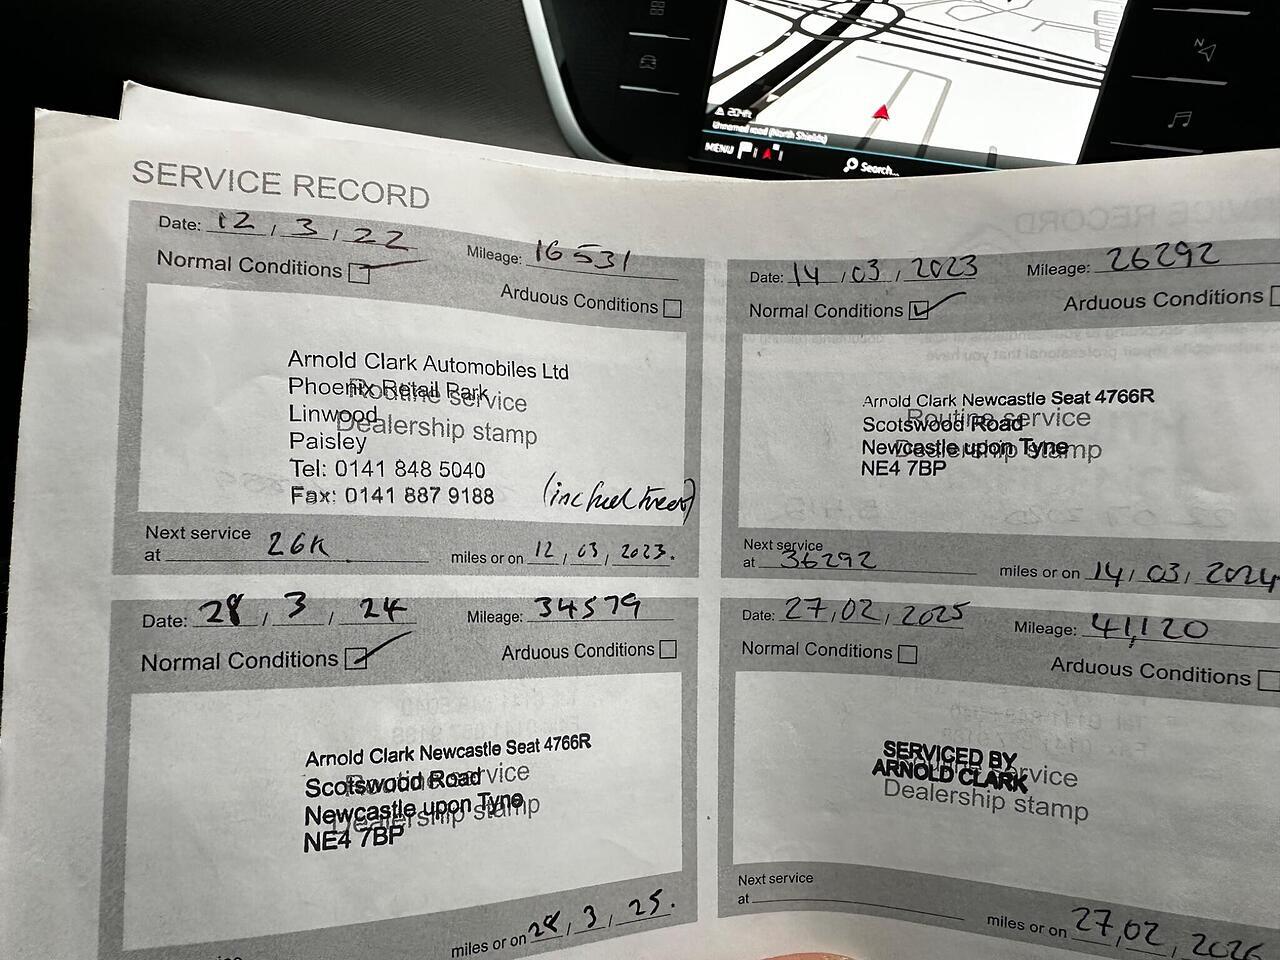 204ft
Unnamed road (North Shields)
MENU
Search...
SERVICE RECORD
Date: 12 / 3 / 22
Mileage: 16531
Normal Conditions
Arduous Conditions
Arnold Clark Automobiles Ltd
Phoenix Retail Park
Routine service
Linwood
Dealership stamp
Paisley
Tel: 0141 848 5040
Fax: 0141 887 9188
Next service
at 26K miles or on 12 / 03 / 2023.
Date: 14 / 03 / 2023
Mileage: 26292
Normal Conditions
Arduous Conditions
Arnold Clark Newcastle Seat 4766R
Routine service
Scotswood Road
Newcastle upon Tyne
Dealership stamp
NE4 7BP
Next service
at 36292 miles or on 14 / 03 / 2024
Date: 28 / 3 / 24
Mileage: 34579
Normal Conditions
Arduous Conditions
Arnold Clark Newcastle Seat 4766R
Routine service
Scotswood Road
Newcastle upon Tyne
Dealership stamp
NE4 7BP
miles or on 28 / 3 / 25.
Date: 27 / 02 / 2025
Mileage: 41,120
Normal Conditions
Arduous Conditions
SERVICED BY
ARNOLD CLARK
Routine service
Dealership stamp
Next service
at miles or on 27 / 02 / 2026